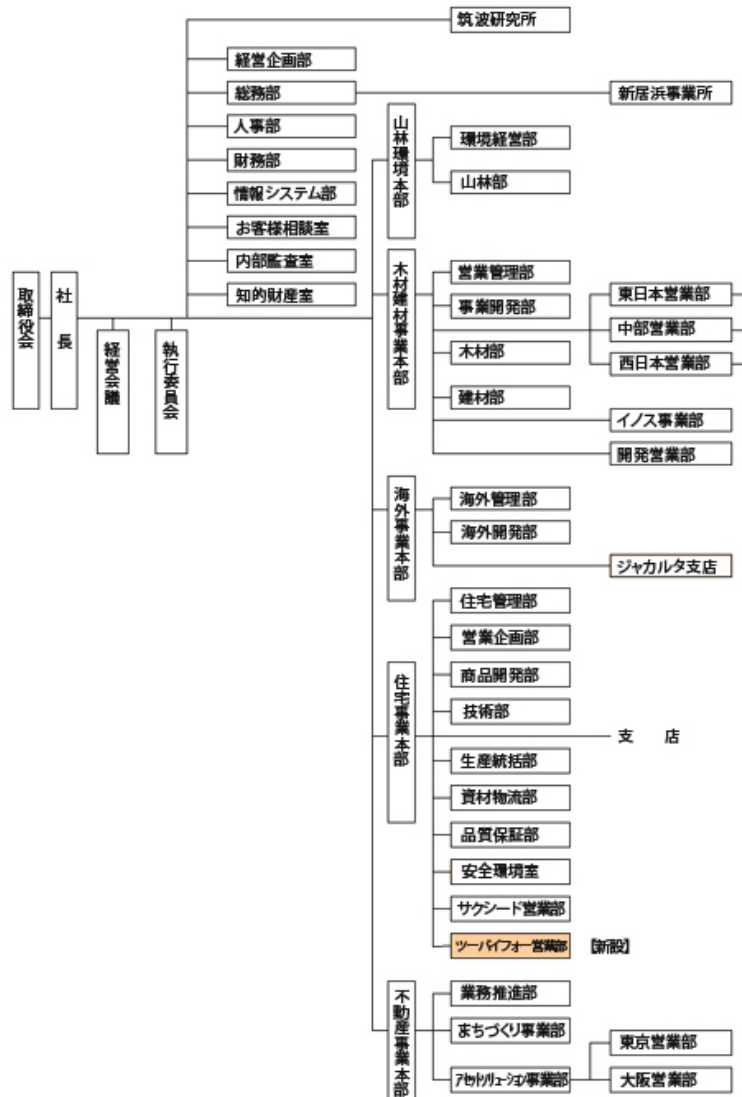 筑波研究所
経営企画部
総務部
新居浜事業所
人事部
財務部
情報システム部
お客様相談室
内部監査室
知的財産室
取締役会
社長
経営会議
執行委員会
山林環境本部
環境経営部
山林部
木材建材事業本部
営業管理部
事業開発部
木材部
建材部
東日本営業部
中部営業部
西日本営業部
イノス事業部
開発営業部
海外事業本部
海外管理部
海外開発部
ジャカルタ支店
住宅事業本部
住宅管理部
営業企画部
商品開発部
技術部
支店
生産統括部
資材物流部
品質保証部
安全環境室
サクシード営業部
ツーバイフォー営業部
【新設】
不動産事業本部
業務推進部
まちづくり事業部
アセットソリューション事業部
東京営業部
大阪営業部